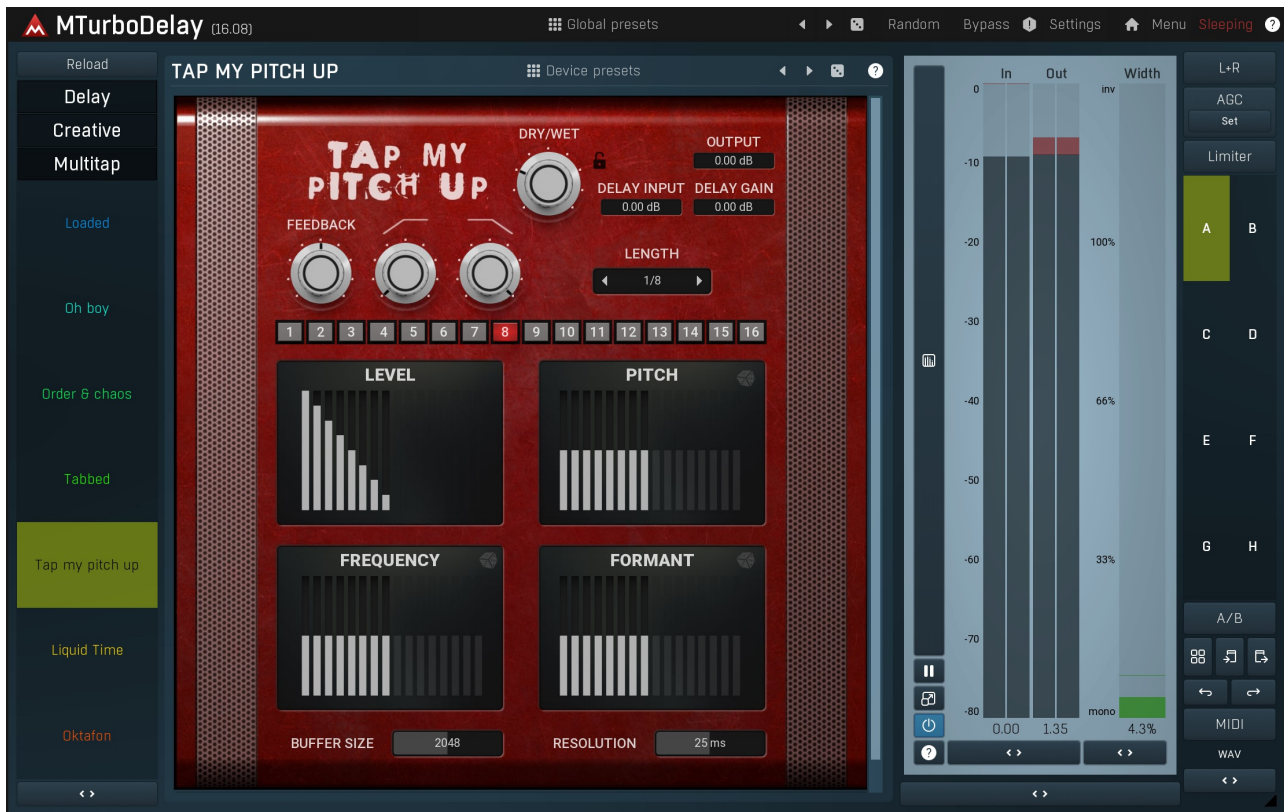 MTurboDelay (16.08)
Global presets
Random
Bypass
Settings
Menu
Sleeping
?
Reload
Delay
Creative
Multitap
Loaded
Oh boy
Order & chaos
Tabbed
Tap my pitch up
Liquid Time
Oktafon
TAP MY PITCH UP
Device presets
?
TAP MY
PITCH UP
DRY/WET
OUTPUT
0.00 dB
DELAY INPUT DELAY GAIN
0.00 dB 0.00 dB
FEEDBACK
LENGTH
1/8
1 2 3 4 5 6 7 8 9 10 11 12 13 14 15 16
LEVEL
PITCH
FREQUENCY
FORMANT
BUFFER SIZE 2048
RESOLUTION 25 ms
In Out Width
0 inv
-10
-20 100%
-30
-40 66%
-50
-60 33%
-70
-80 mono
0.00 1.35 4.3%
?
L+R
AGC
Set
Limiter
A B
C D
E F
G H
A/B
MIDI
WAV